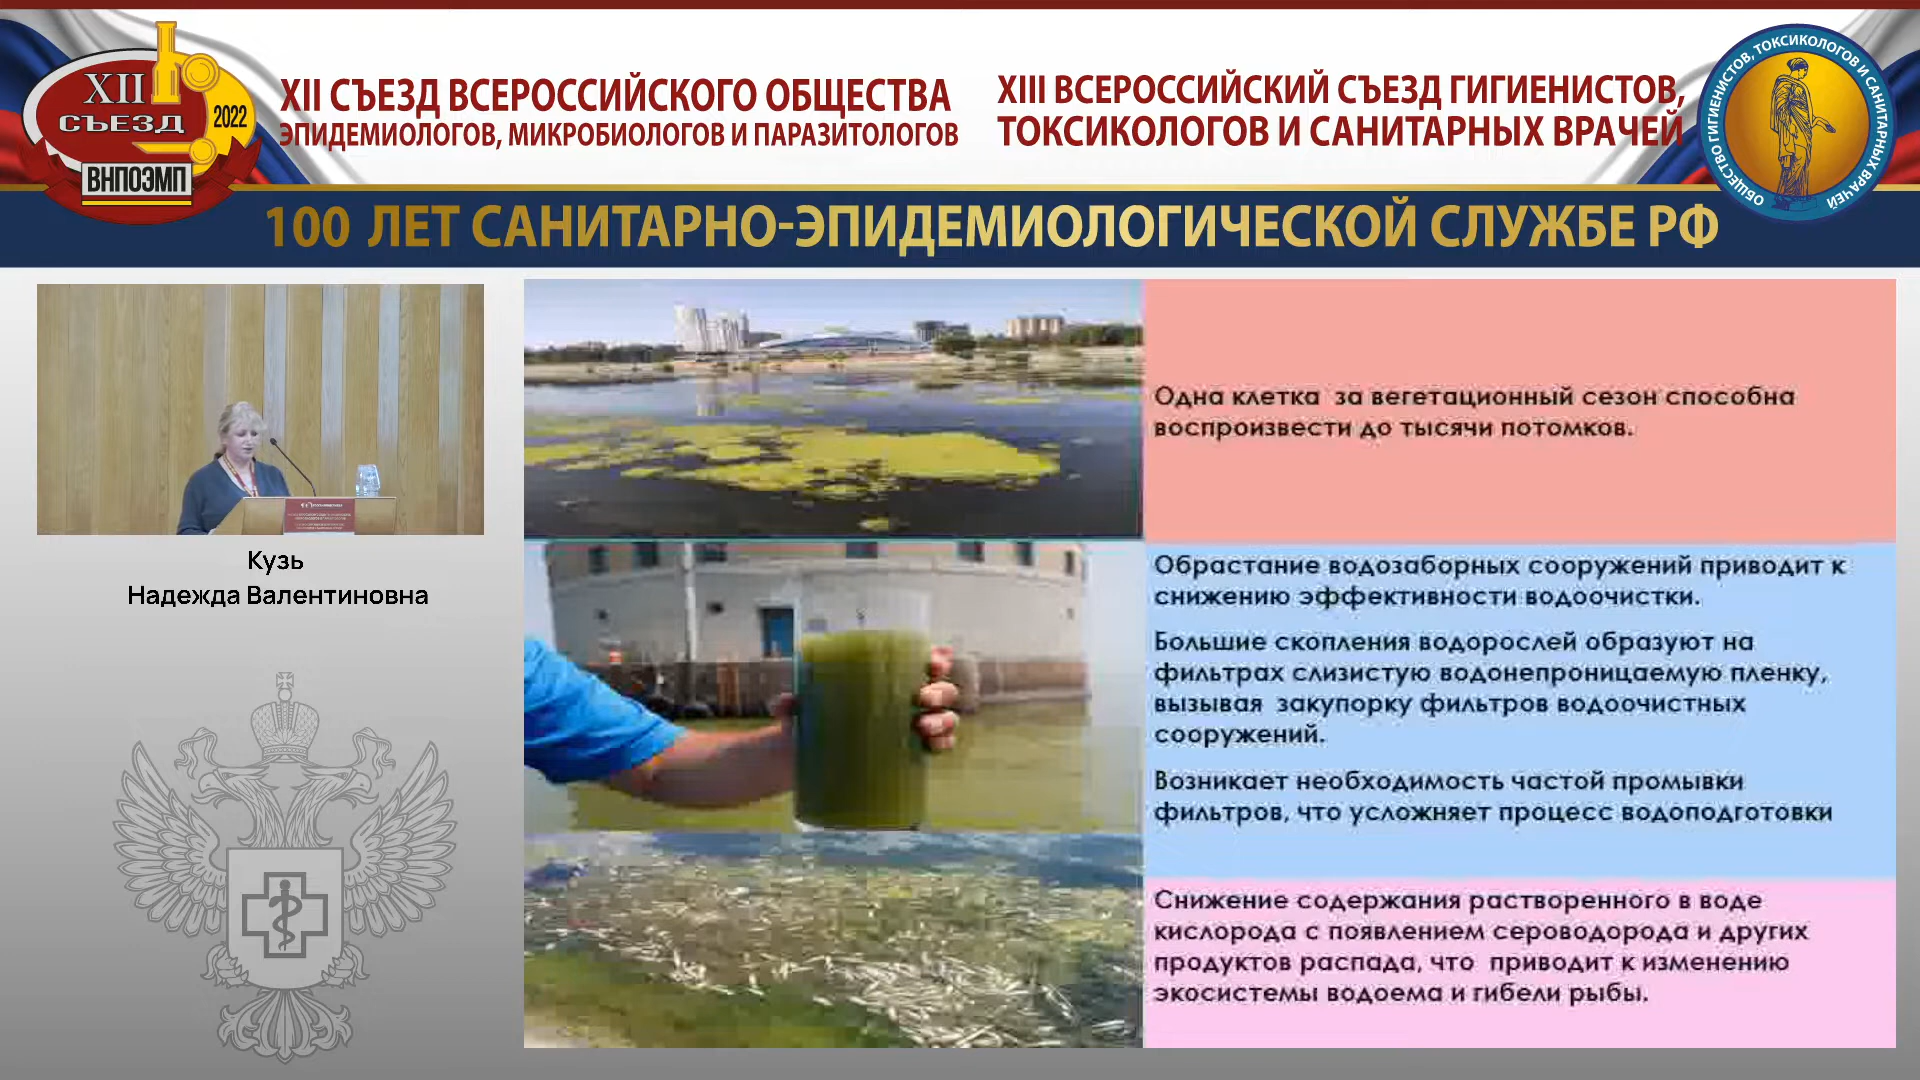 XII СЪЕЗД
2022
ВНПОЭМП
XII СЪЕЗД ВСЕРОССИЙСКОГО ОБЩЕСТВА
ЭПИДЕМИОЛОГОВ, МИКРОБИОЛОГОВ И ПАРАЗИТОЛОГОВ
XIII ВСЕРОССИЙСКИЙ СЪЕЗД ГИГИЕНИСТОВ,
ТОКСИКОЛОГОВ И САНИТАРНЫХ ВРАЧЕЙ
ОБЩЕСТВО ГИГИЕНИСТОВ, ТОКСИКОЛОГОВ И САНИТАРНЫХ ВРАЧЕЙ
100 ЛЕТ САНИТАРНО-ЭПИДЕМИОЛОГИЧЕСКОЙ СЛУЖБЕ РФ
Кузь
Надежда Валентиновна
Одна клетка за вегетационный сезон способна
воспроизвести до тысячи потомков.
Обрастание водозаборных сооружений приводит к
снижению эффективности водоочистки.
Большие скопления водорослей образуют на
фильтрах слизистую водонепроницаемую пленку,
вызывая закупорку фильтров водоочистных
сооружений.
Возникает необходимость частой промывки
фильтров, что усложняет процесс водоподготовки
Снижение содержания растворенного в воде
кислорода с появлением сероводорода и других
продуктов распада, что приводит к изменению
экосистемы водоема и гибели рыбы.